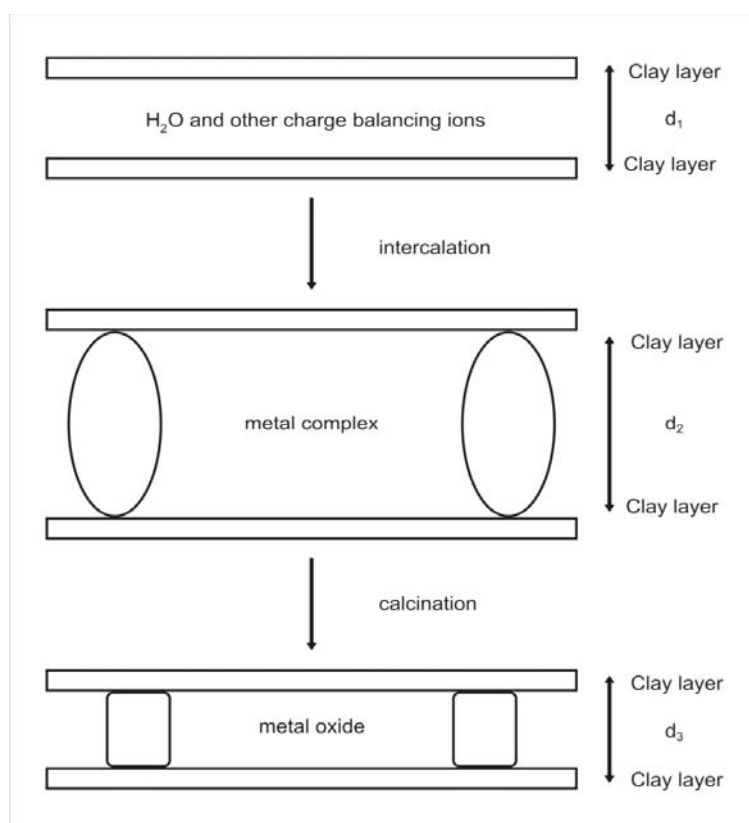 Clay layer
H₂O and other charge balancing ions
d₁
Clay layer
intercalation
Clay layer
metal complex
d₂
Clay layer
calcination
Clay layer
metal oxide
d₃
Clay layer